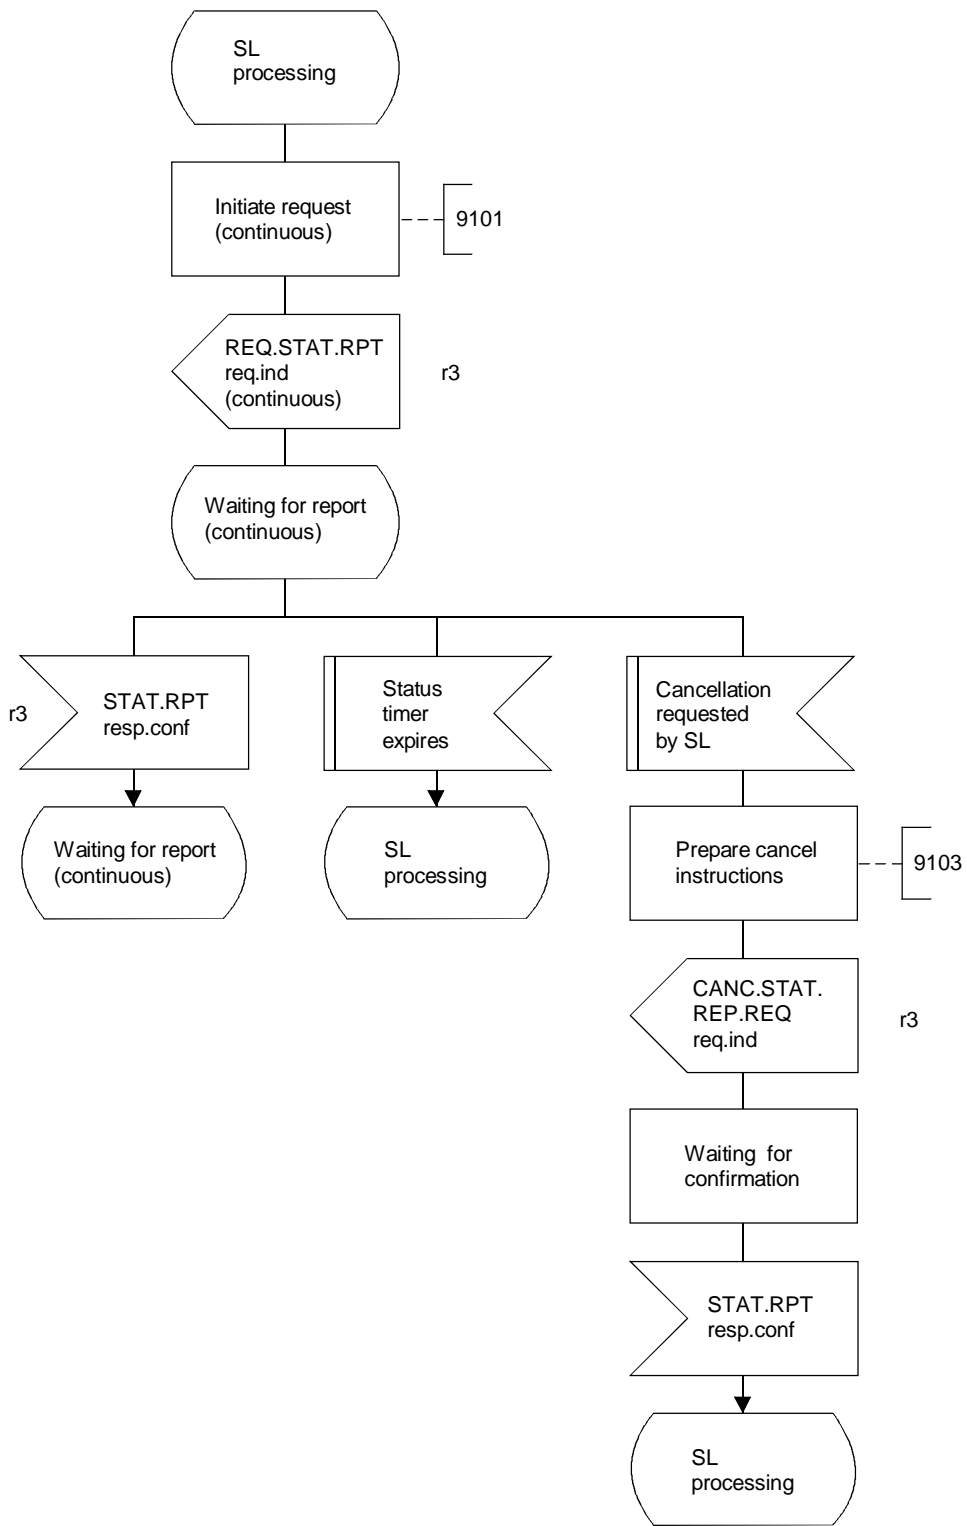 SL
processing
Initiate request
(continuous)
9101
REQ.STAT.RPT
req.ind
(continuous)
r3
Waiting for report
(continuous)
r3
STAT.RPT
resp.conf
Status
timer
expires
Cancellation
requested
by SL
Waiting for report
(continuous)
SL
processing
Prepare cancel
instructions
9103
CANC.STAT.
REP.REQ
req.ind
r3
Waiting for
confirmation
STAT.RPT
resp.conf
SL
processing